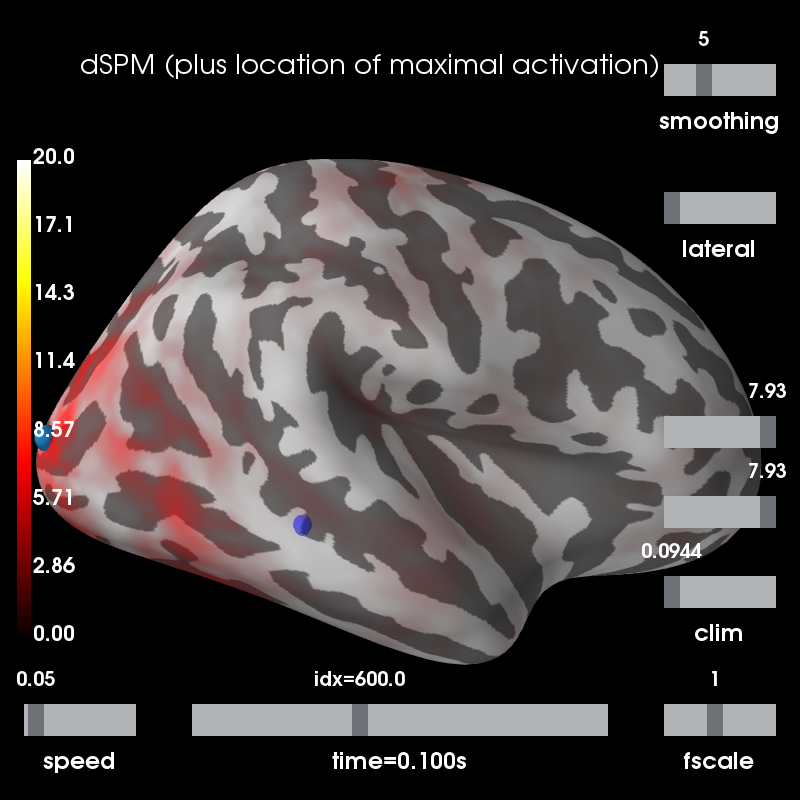 5
dSPM (plus location of maximal activation)
smoothing
20.0
17.1
lateral
14.3
11.4
7.93
8.57
7.93
5.71
0.0944
2.86
0.00
clim
0.05
idx=600.0
1
speed
time=0.100s
fscale